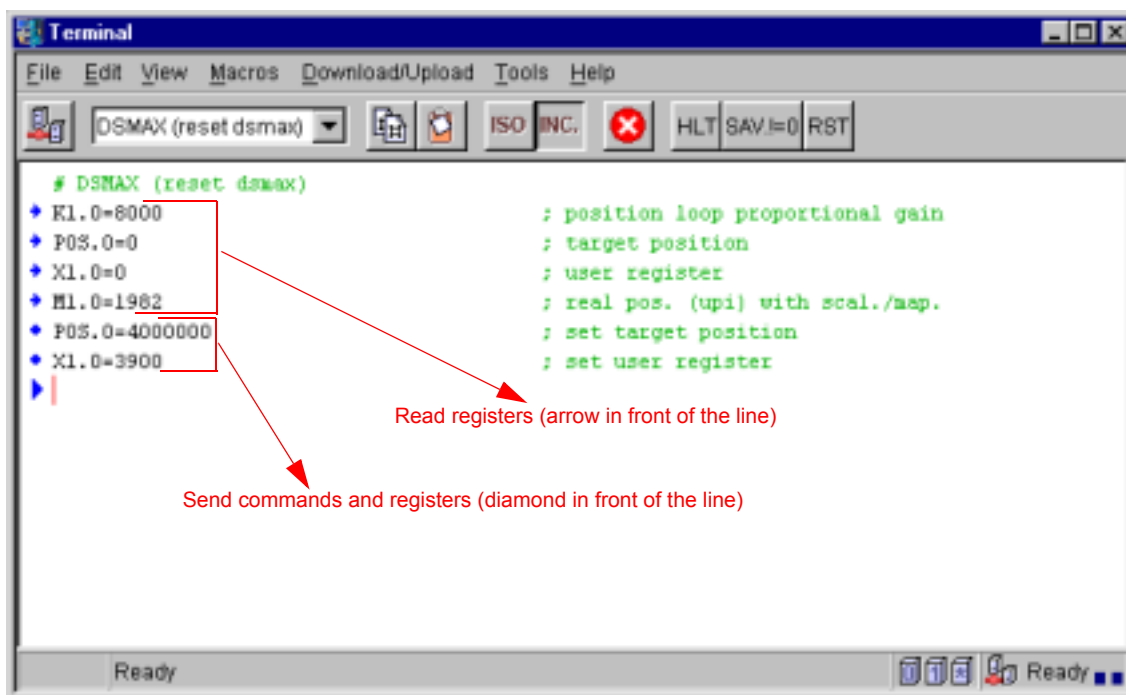 Terminal
File Edit View Macros Download/Upload Tools Help
DSMAX (reset dsmax) ISO INC. HLT SAV.!=0 RST
# DSMAX (reset dsmax)
K1.0=8000 ; position loop proportional gain
POS.0=0 ; target position
X1.0=0 ; user register
M1.0=1982 ; real pos. (upi) with scal./map.
POS.0=4000000 ; set target position
X1.0=3900 ; set user register
Read registers (arrow in front of the line)
Send commands and registers (diamond in front of the line)
Ready 0 1 * Ready